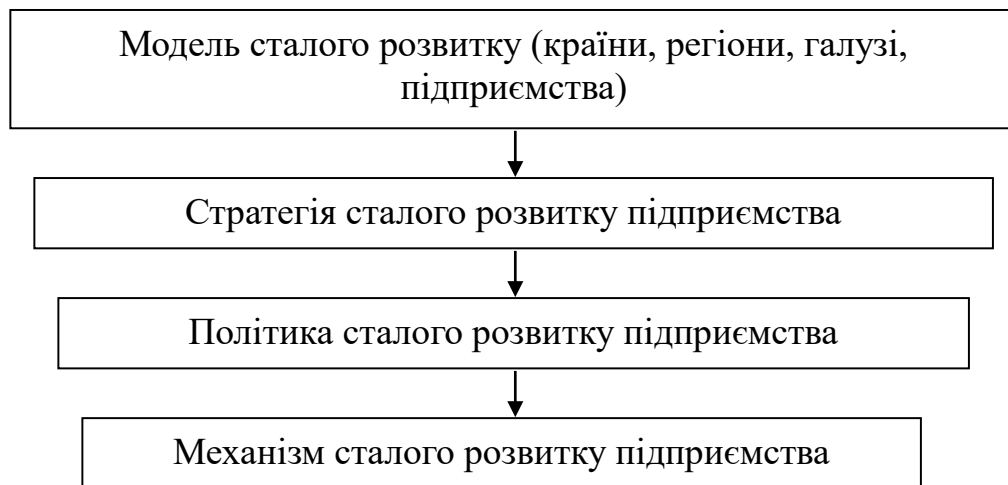 Модель сталого розвитку (країни, регіони, галузі,
підприємства)
Стратегія сталого розвитку підприємства
Політика сталого розвитку підприємства
Механізм сталого розвитку підприємства